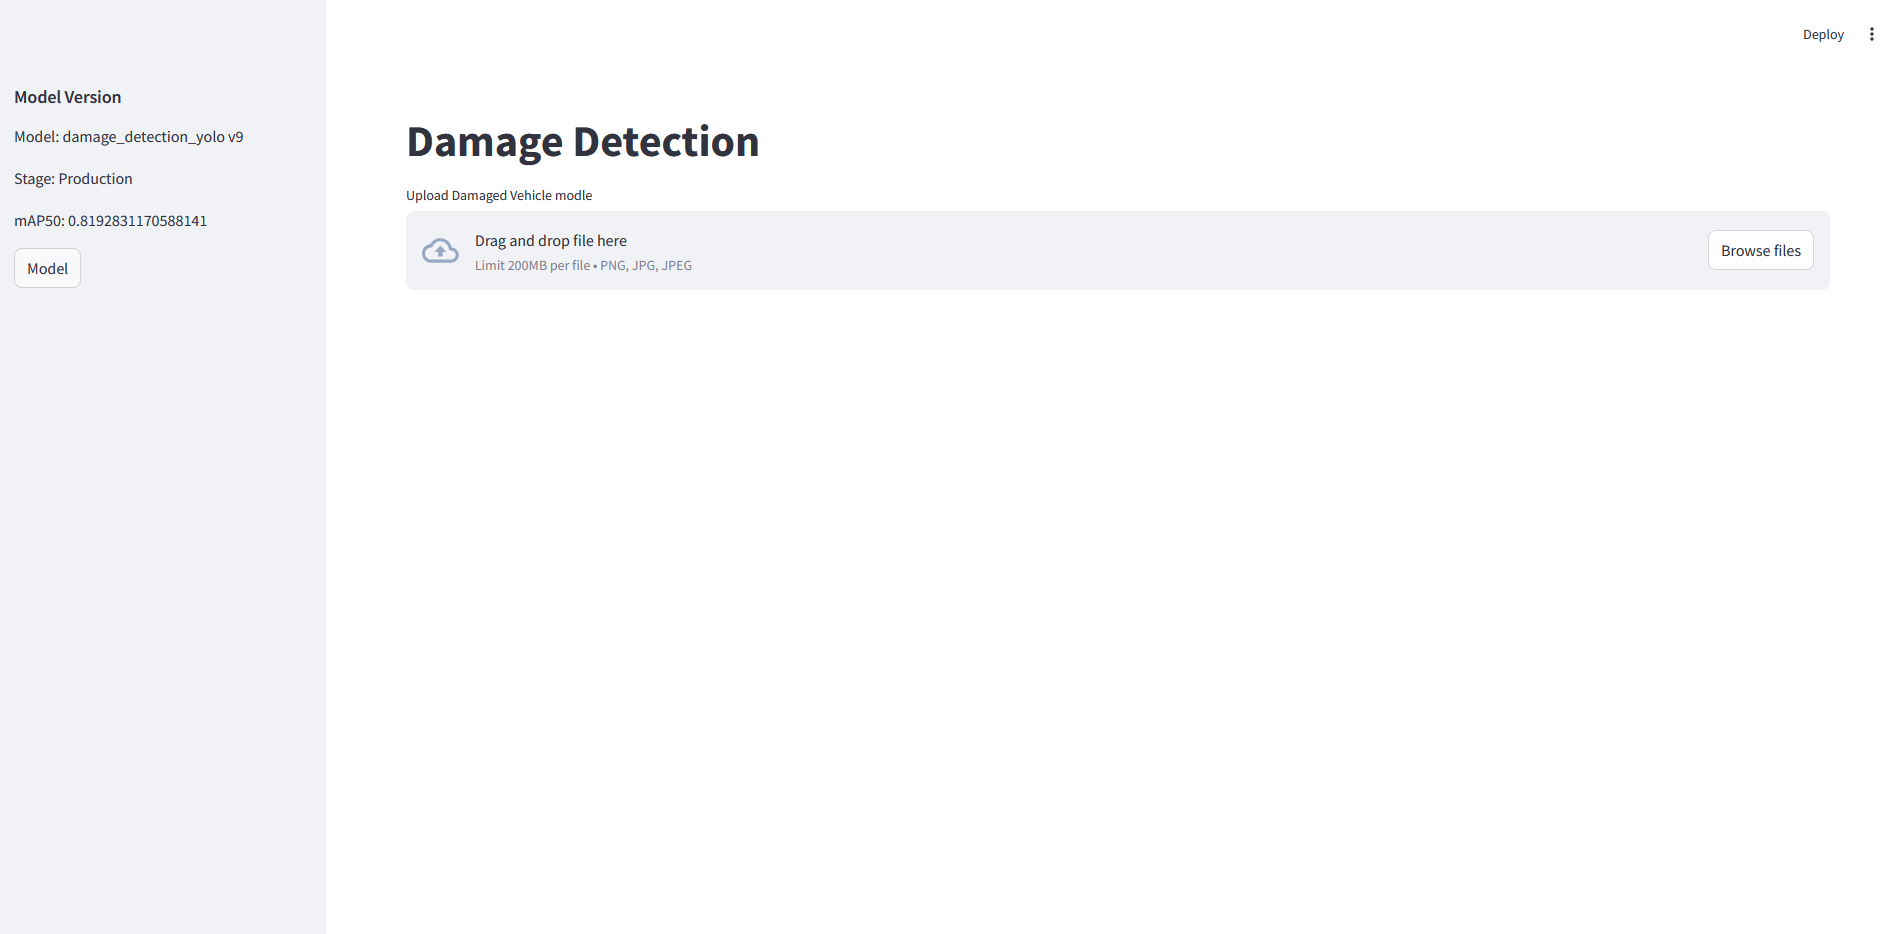 Deploy
Model Version
Model: damage_detection_yolo v9
Stage: Production
mAP50: 0.8192831170588141
Model
Damage Detection
Upload Damaged Vehicle modle
Drag and drop file here
Limit 200MB per file • PNG, JPG, JPEG
Browse files